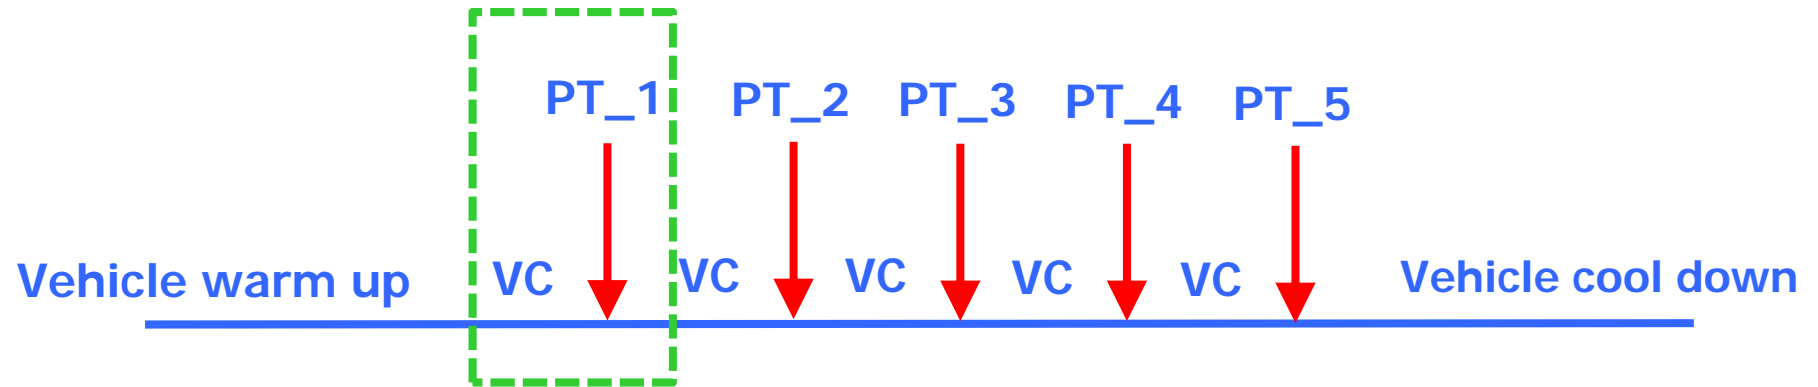 PT_1 PT_2 PT_3 PT_4 PT_5
Vehicle warm up VC VC VC VC VC Vehicle cool down